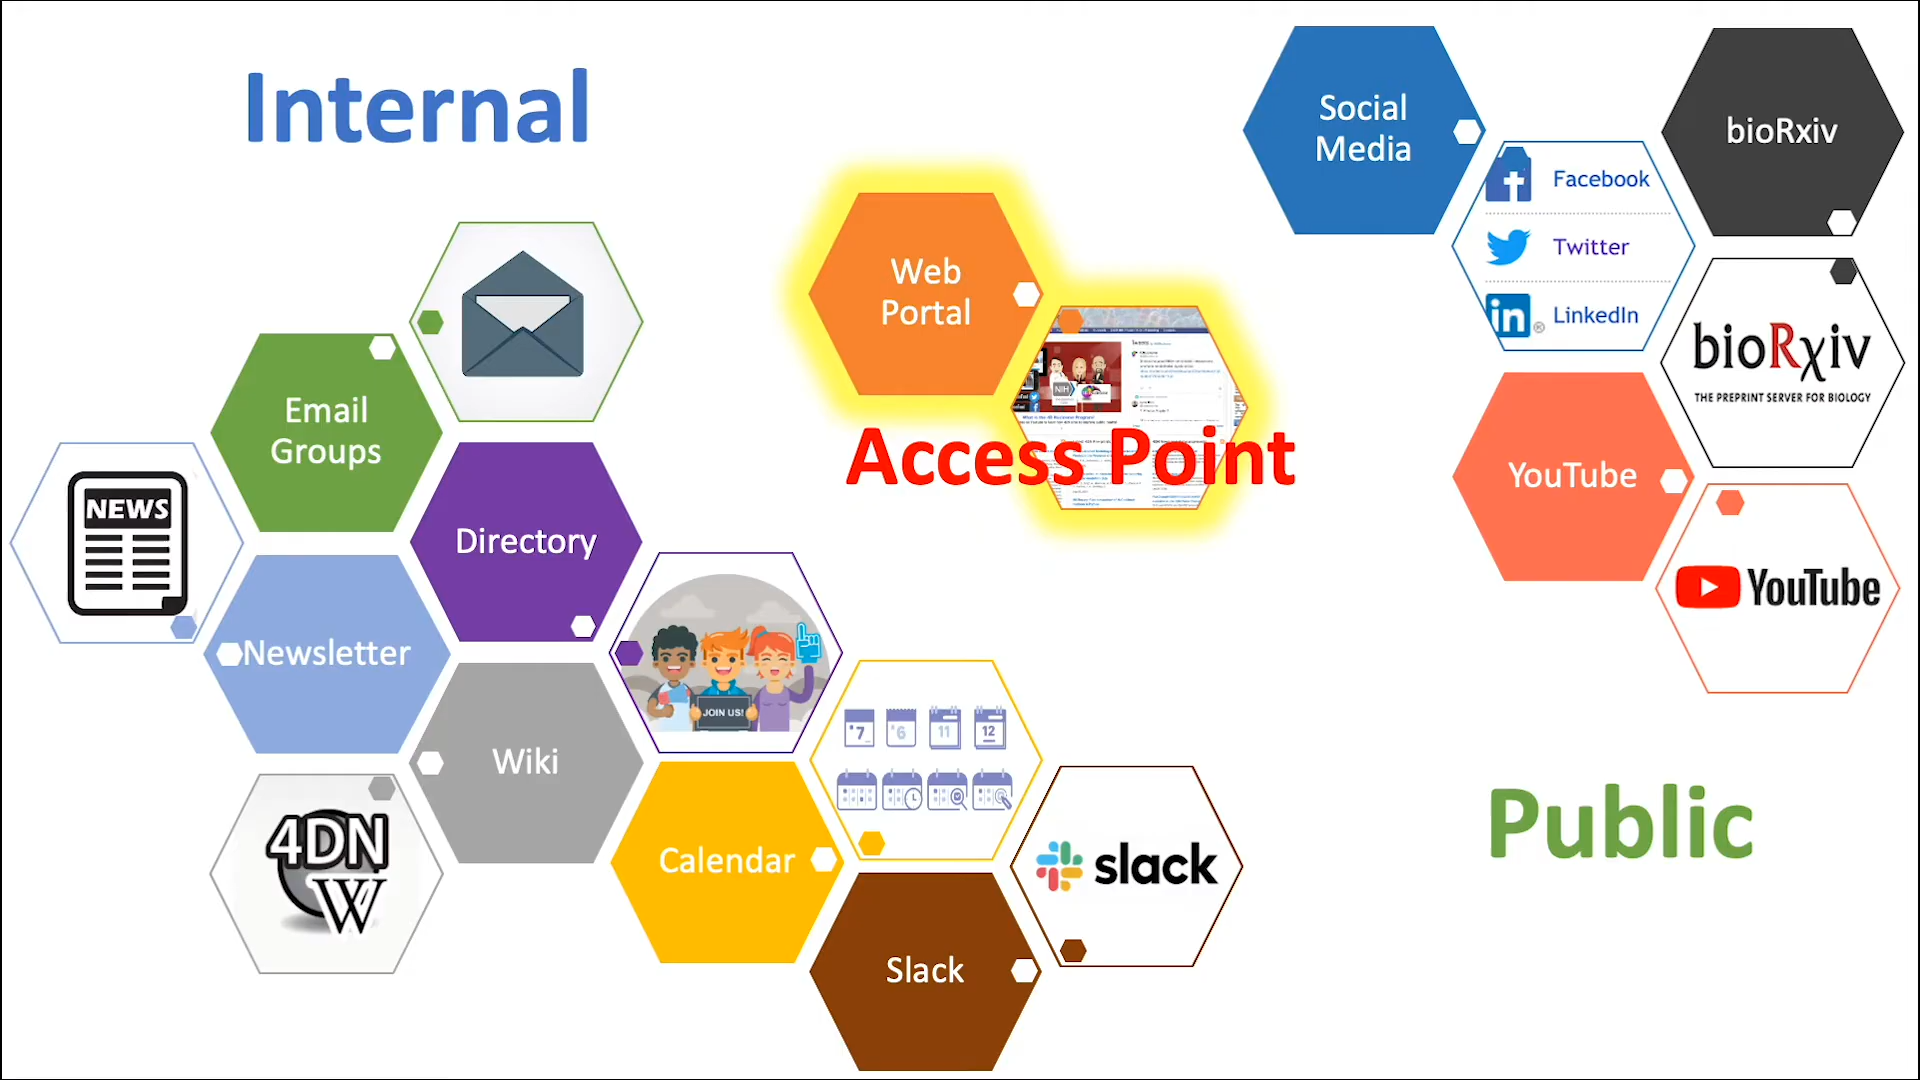 Internal
Social
Media
bioRxiv
Facebook
Twitter
LinkedIn
Web
Portal
NIH
Access Point
bioRχiv
THE PREPRINT SERVER FOR BIOLOGY
Email
Groups
NEWS
Directory
YouTube
YouTube
Newsletter
JOIN US!
7
6
11
12
Wiki
4DN
W
Calendar
slack
Slack
Public